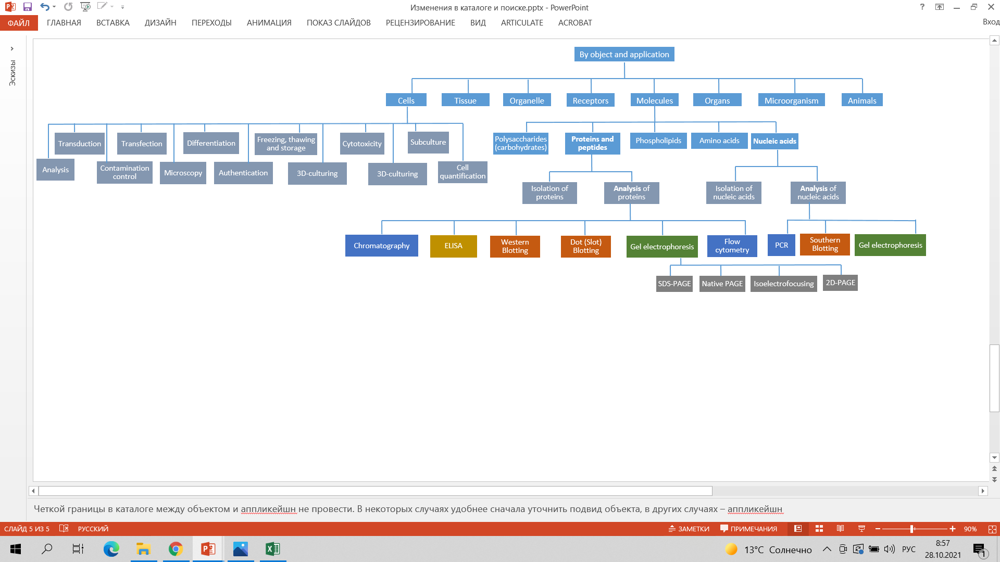 Изменения в каталоге и поиске.pptx - PowerPoint
?
ФАЙЛ ГЛАВНАЯ ВСТАВКА ДИЗАЙН ПЕРЕХОДЫ АНИМАЦИЯ ПОКАЗ СЛАЙДОВ РЕЦЕНЗИРОВАНИЕ ВИД ARTICULATE ACROBAT Вход
Эскизы
By object and application
Cells Tissue Organelle Receptors Molecules Organs Microorganism Animals
Transduction
Transfection
Differentiation
Freezing, thawing
and storage
Cytotoxicity
Subculture
Analysis
Contamination
control
Microscopy
Authentication
3D-culturing
3D-culturing
Cell
quantification
Polysaccharides
(carbohydrates)
Proteins and
peptides
Phospholipids
Amino acids
Nucleic acids
Isolation of
proteins
Analysis of
proteins
Isolation of
nucleic acids
Analysis of
nucleic acids
Chromatography
ELISA
Western
Blotting
Dot (Slot)
Blotting
Gel electrophoresis
Flow
cytometry
PCR
Southern
Blotting
Gel electrophoresis
SDS-PAGE
Native PAGE
Isoelectrofocusing
2D-PAGE
Четкой границы в каталоге между объектом и аппликейшн не провести. В некоторых случаях удобнее сначала уточнить подвид объекта, в других случаях – аппликейшн
СЛАЙД 5 ИЗ 5 РУССКИЙ ЗАМЕТКИ ПРИМЕЧАНИЯ 90%
13°C Солнечно РУС
8:57
28.10.2021
1